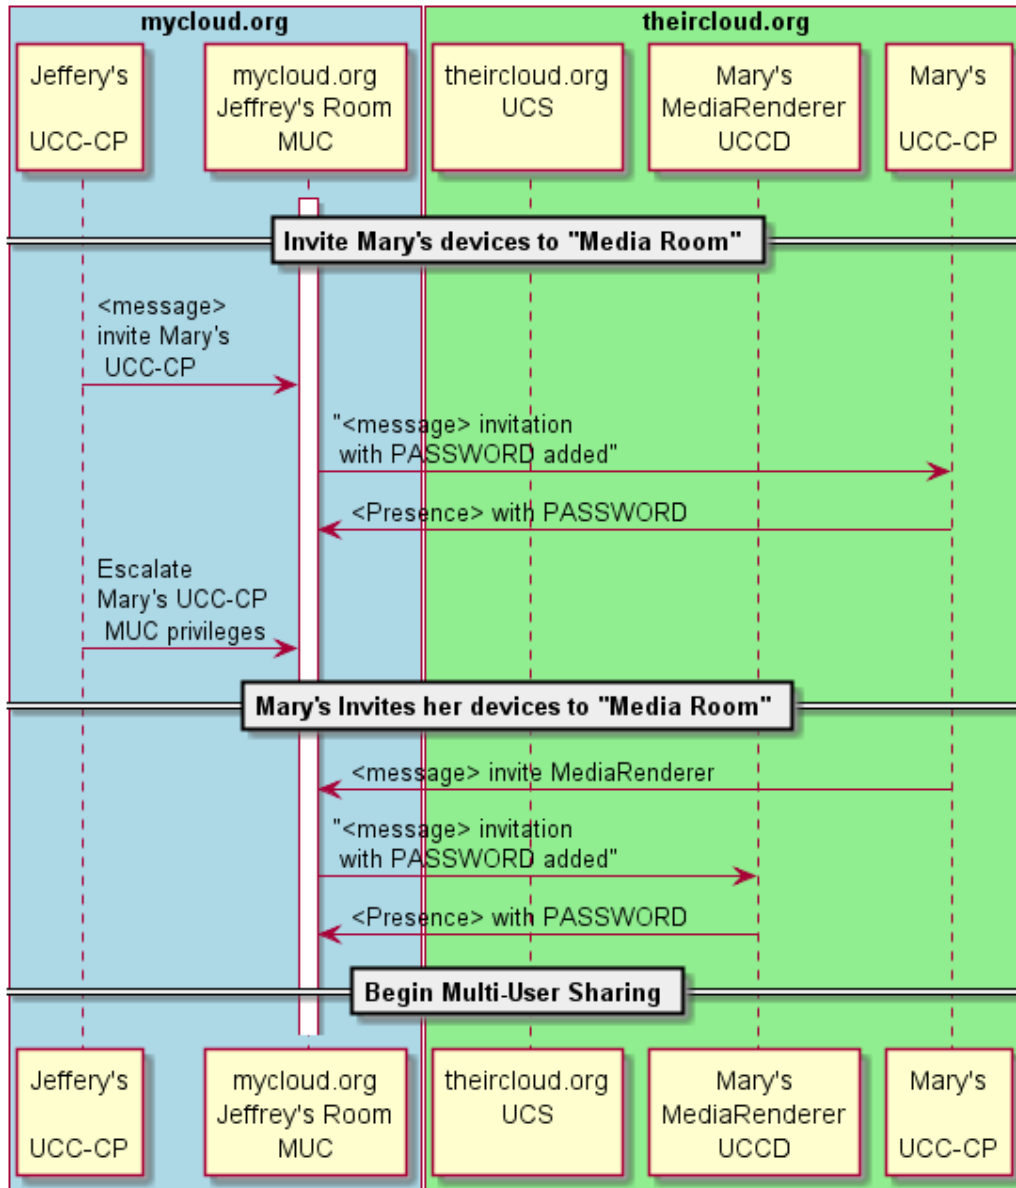 mycloud.org
theircloud.org
Jeffery's
UCC-CP
mycloud.org
Jeffrey's Room
MUC
theircloud.org
UCS
Mary's
MediaRenderer
UCCD
Mary's
UCC-CP
Invite Mary's devices to "Media Room"
<message>
invite Mary's
UCC-CP
"<message> invitation
with PASSWORD added"
<Presence> with PASSWORD
Escalate
Mary's UCC-CP
MUC privileges
Mary's Invites her devices to "Media Room"
<message> invite MediaRenderer
"<message> invitation
with PASSWORD added"
<Presence> with PASSWORD
Begin Multi-User Sharing
Jeffery's
UCC-CP
mycloud.org
Jeffrey's Room
MUC
theircloud.org
UCS
Mary's
MediaRenderer
UCCD
Mary's
UCC-CP